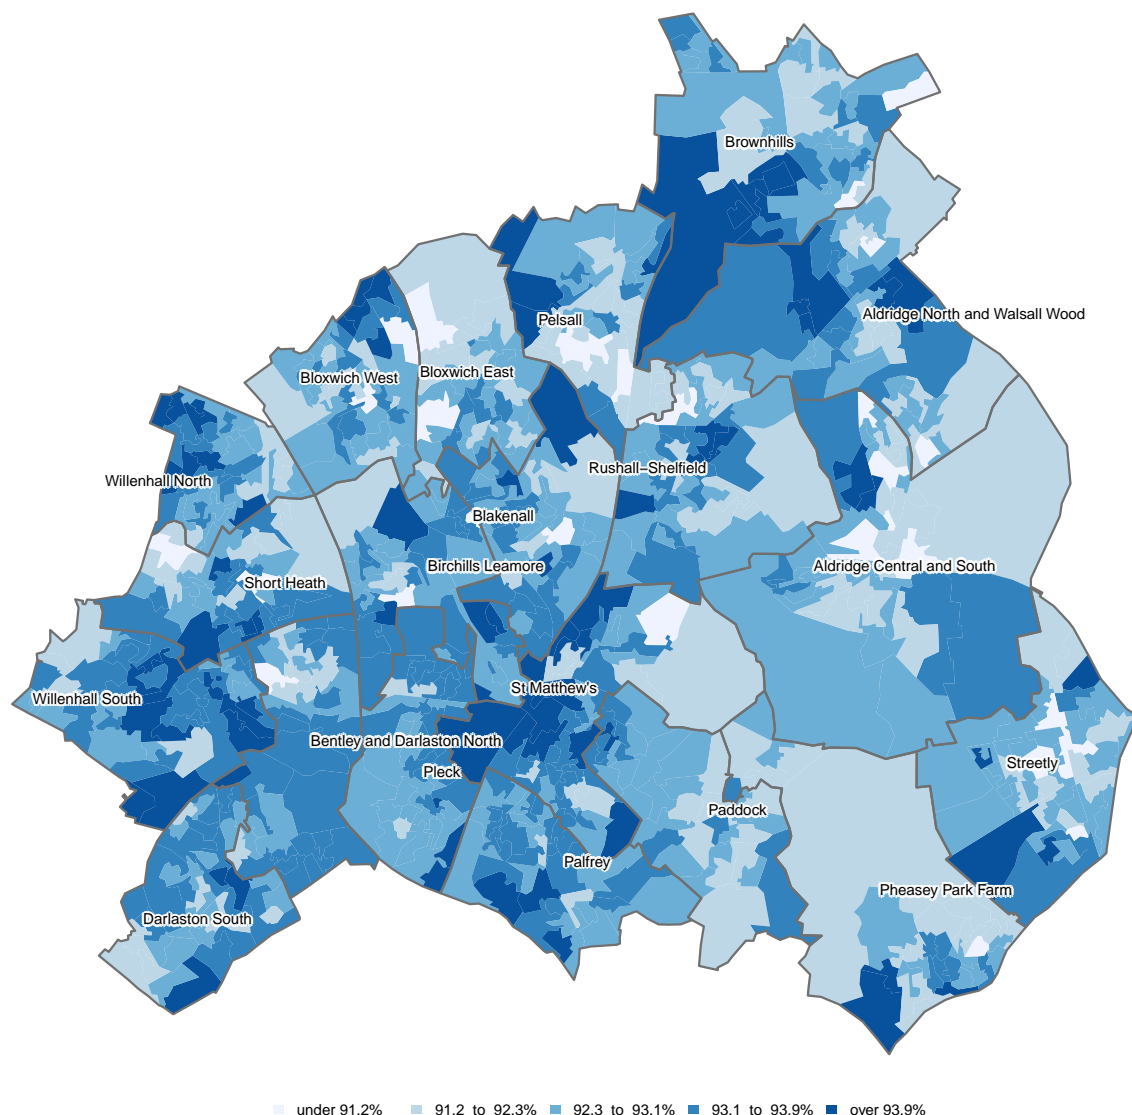 Brownhills
Aldridge North and Walsall Wood
Pelsall
Bloxwich West
Bloxwich East
Rushall–Shelfield
Willenhall North
Blakenall
Birchills Leamore
Aldridge Central and South
Short Heath
St Matthew's
Willenhall South
Bentley and Darlaston North
Streetly
Pleck
Paddock
Palfrey
Pheasey Park Farm
Darlaston South
under 91.2% 91.2 to 92.3% 92.3 to 93.1% 93.1 to 93.9% over 93.9%